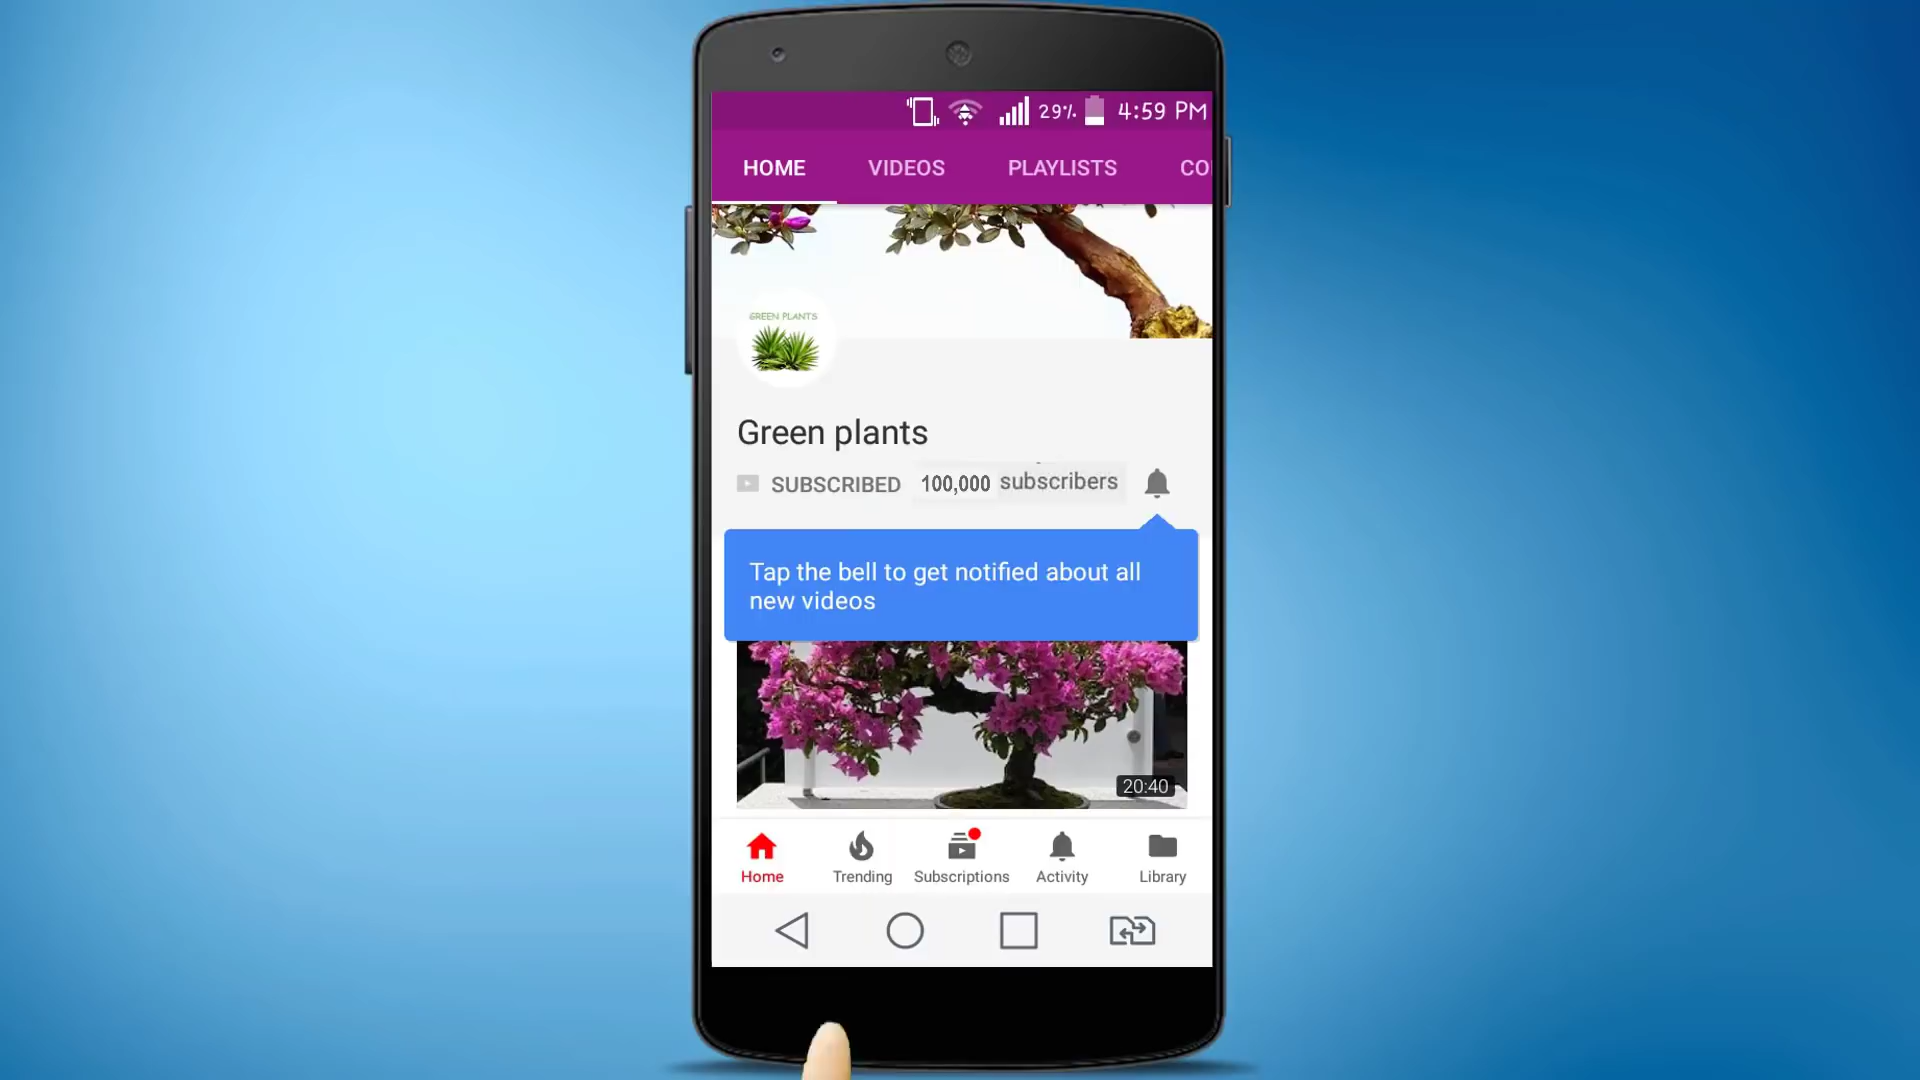 29% 4:59 PM
HOME VIDEOS PLAYLISTS CO
GREEN PLANTS
Green plants
SUBSCRIBED 100,000 subscribers
Tap the bell to get notified about all
new videos
20:40
Home Trending Subscriptions Activity Library